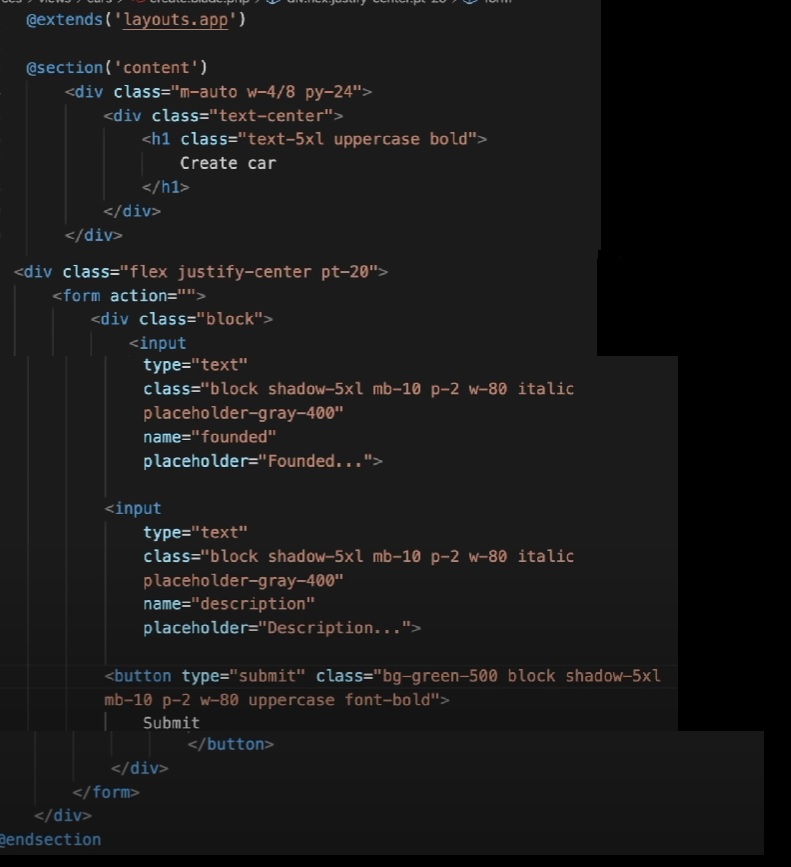 views > cars > create.blade.php > div.flex.justify-center.pt-20 > form
@extends('layouts.app')
@section('content')
<div class="m-auto w-4/8 py-24">
<div class="text-center">
<h1 class="text-5xl uppercase bold">
Create car
</h1>
</div>
</div>
<div class="flex justify-center pt-20">
<form action="">
<div class="block">
<input
type="text"
class="block shadow-5xl mb-10 p-2 w-80 italic
placeholder-gray-400"
name="founded"
placeholder="Founded...">
<input
type="text"
class="block shadow-5xl mb-10 p-2 w-80 italic
placeholder-gray-400"
name="description"
placeholder="Description...">
<button type="submit" class="bg-green-500 block shadow-5xl
mb-10 p-2 w-80 uppercase font-bold">
Submit
</button>
</div>
</form>
</div>
@endsection